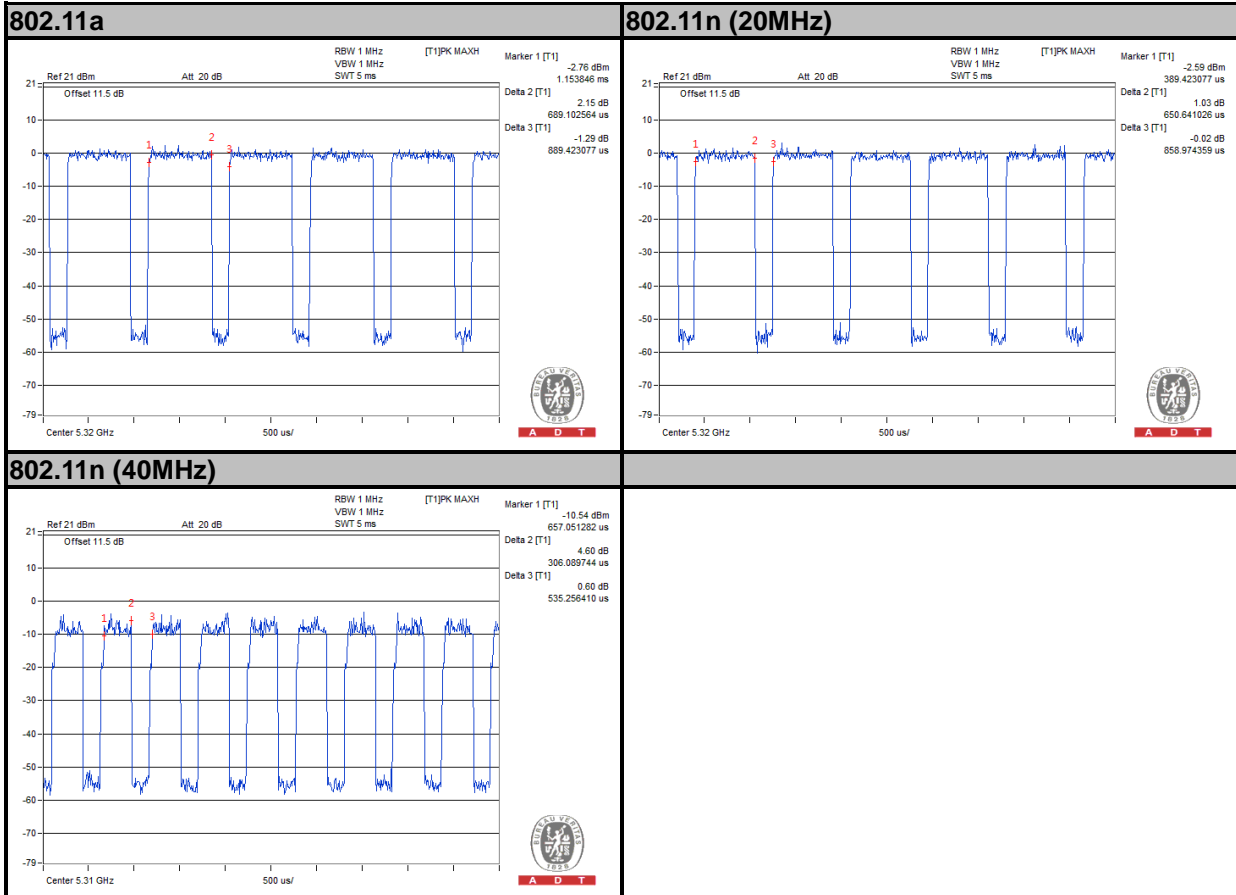 802.11a
RBW 1 MHz [T1]PK MAXH
VBW 1 MHz
Ref 21 dBm Att 20 dB SWT 5 ms
Marker 1 [T1]
-2.76 dBm
1.153846 ms
Delta 2 [T1]
2.15 dB
689.102564 us
Delta 3 [T1]
-1.29 dB
889.423077 us
21
Offset 11.5 dB
10
0
-10
-20
-30
-40
-50
-60
-70
-79
1 2 3
BUREAU VERITAS
1828
A D T
Center 5.32 GHz 500 us/
802.11n (20MHz)
RBW 1 MHz [T1]PK MAXH
VBW 1 MHz
Ref 21 dBm Att 20 dB SWT 5 ms
Marker 1 [T1]
-2.59 dBm
389.423077 us
Delta 2 [T1]
1.03 dB
650.641026 us
Delta 3 [T1]
-0.02 dB
858.974359 us
21
Offset 11.5 dB
10
0
-10
-20
-30
-40
-50
-60
-70
-79
1 2 3
BUREAU VERITAS
1828
A D T
Center 5.32 GHz 500 us/
802.11n (40MHz)
RBW 1 MHz [T1]PK MAXH
VBW 1 MHz
Ref 21 dBm Att 20 dB SWT 5 ms
Marker 1 [T1]
-10.54 dBm
657.051282 us
Delta 2 [T1]
4.60 dB
306.089744 us
Delta 3 [T1]
0.60 dB
535.256410 us
21
Offset 11.5 dB
10
0
-10
-20
-30
-40
-50
-60
-70
-79
1 2 3
BUREAU VERITAS
1828
A D T
Center 5.31 GHz 500 us/